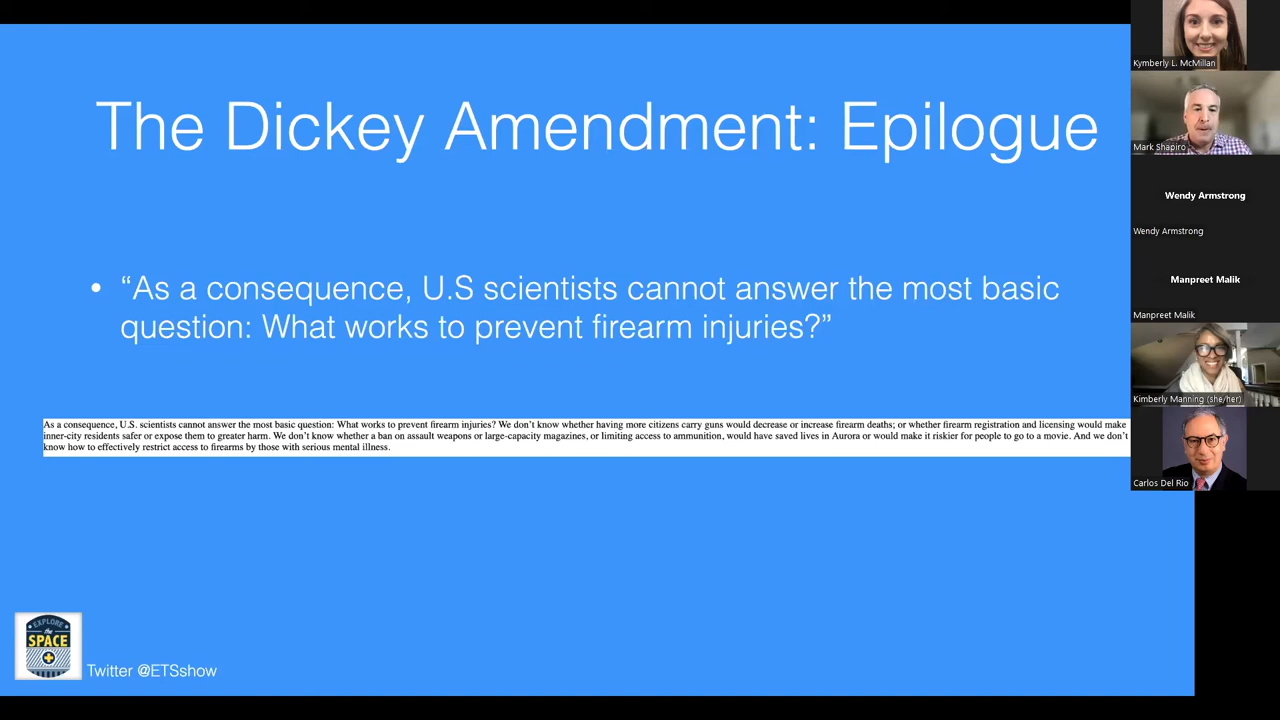 The Dickey Amendment: Epilogue
• “As a consequence, U.S scientists cannot answer the most basic
question: What works to prevent firearm injuries?”
As a consequence, U.S. scientists cannot answer the most basic question: What works to prevent firearm injuries? We don’t know whether having more citizens carry guns would decrease or increase firearm deaths; or whether firearm registration and licensing would make
inner-city residents safer or expose them to greater harm. We don’t know whether a ban on assault weapons or large-capacity magazines, or limiting access to ammunition, would have saved lives in Aurora or would make it riskier for people to go to a movie. And we don’t
know how to effectively restrict access to firearms by those with serious mental illness.
EXPLORE
the
SPACE
Twitter @ETSshow
Kymberly L. McMillan
Mark Shapiro
Wendy Armstrong
Wendy Armstrong
Manpreet Malik
Manpreet Malik
Kimberly Manning (she/her)
Carlos Del Rio